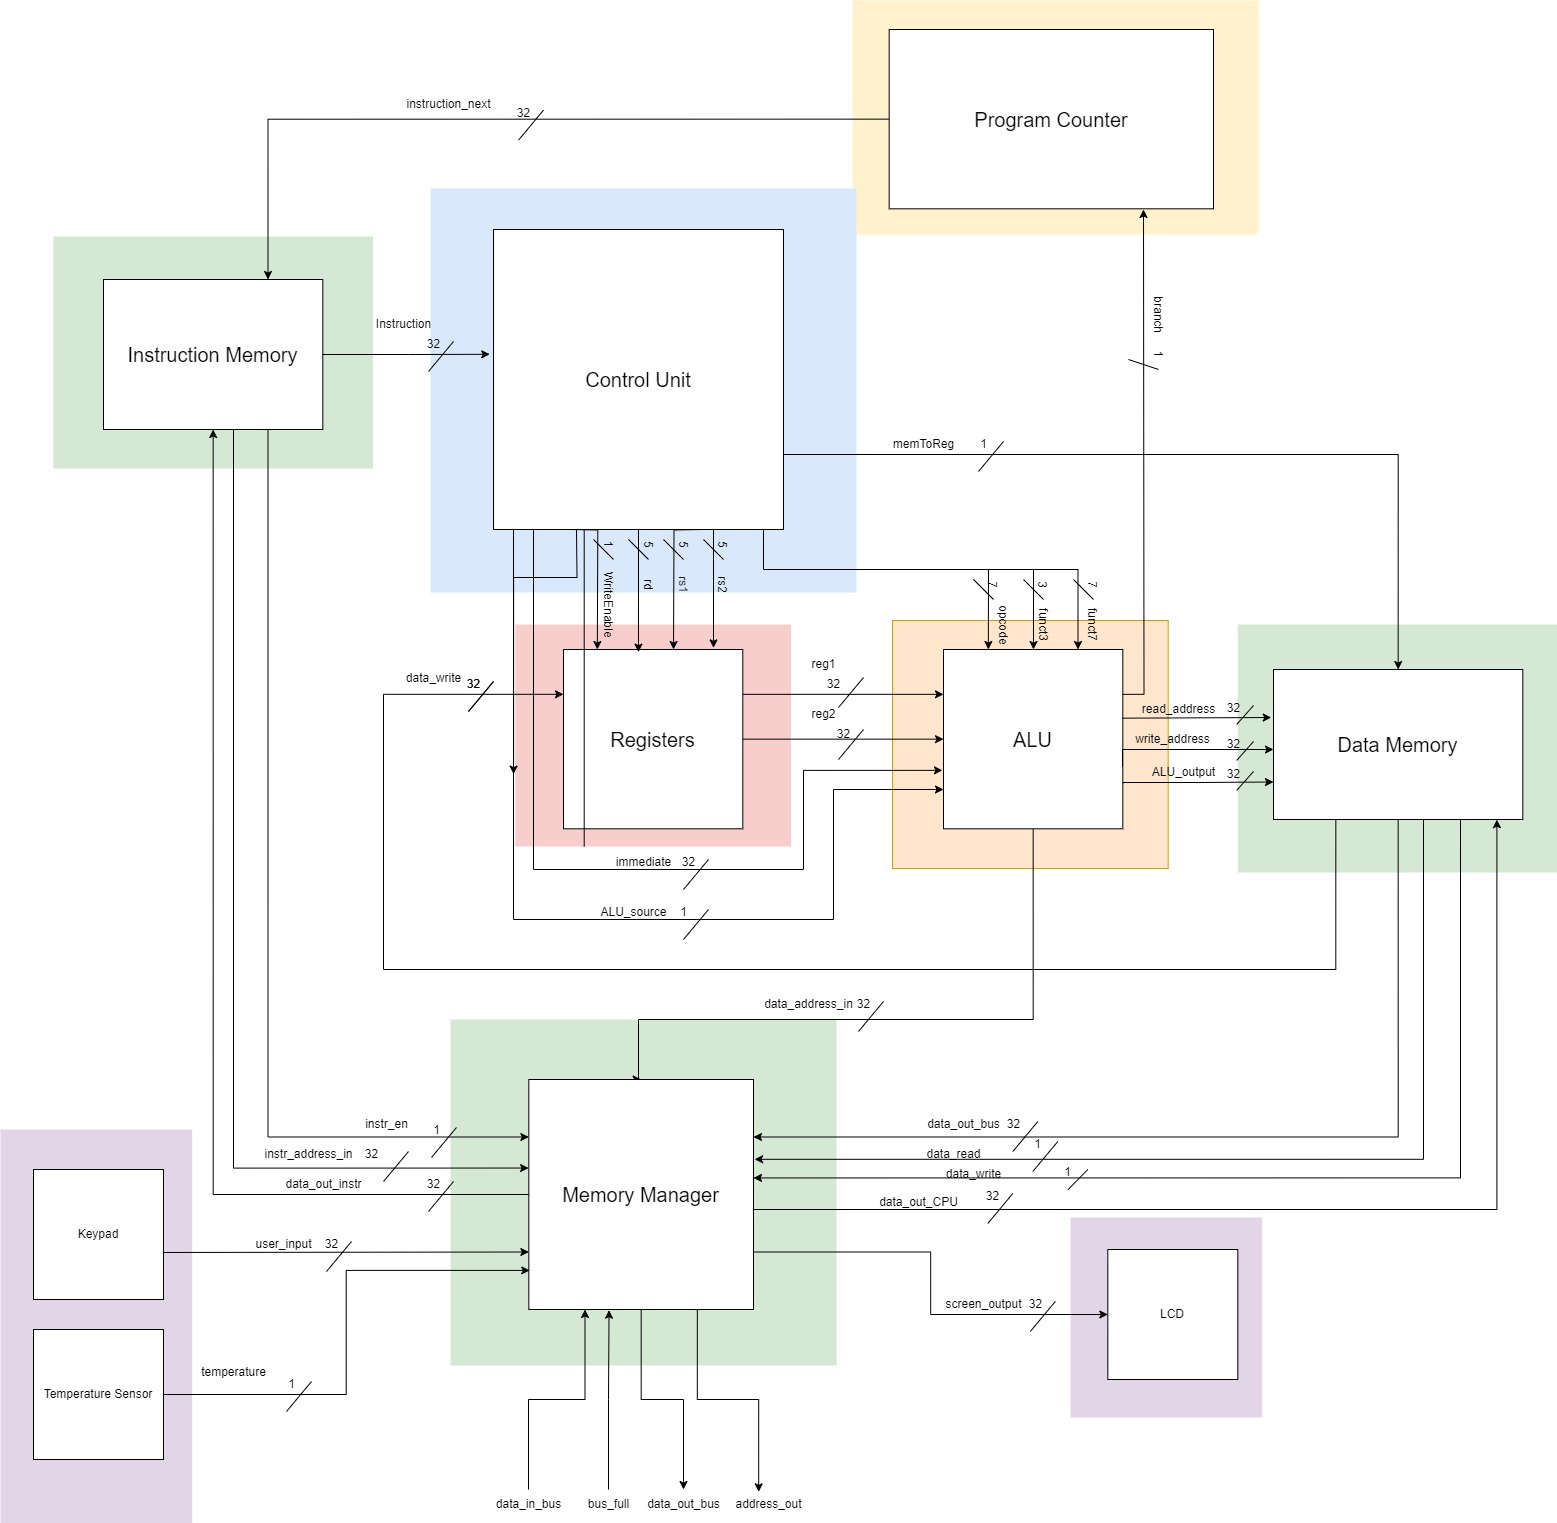 Program Counter
instruction_next
32
Instruction Memory
Instruction
32
Control Unit
branch
1
memToReg
1
1
WriteEnable
5
rd
5
rs1
5
rs2
7
opcode
3
funct3
7
funct7
data_write
32
Registers
reg1
32
reg2
32
ALU
read_address
32
write_address
32
ALU_output
32
Data Memory
immediate
32
ALU_source
1
data_address_in
32
Memory Manager
instr_en
1
instr_address_in
32
data_out_instr
32
user_input
32
temperature
1
Keypad
Temperature Sensor
data_out_bus
32
data_read
1
data_write
1
data_out_CPU
32
screen_output
32
LCD
data_in_bus
bus_full
data_out_bus
address_out